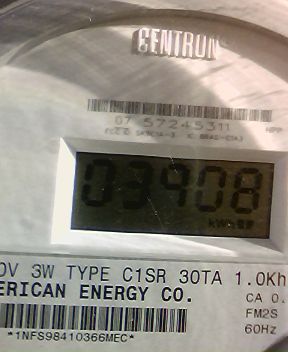 CENTRON
07 57245311
03908
kWh
0V 3W TYPE C1SR 30TA 1.0Kh
ERICAN ENERGY CO.
CA 0.
FM2S
60Hz
*1NFS98410366MEC*